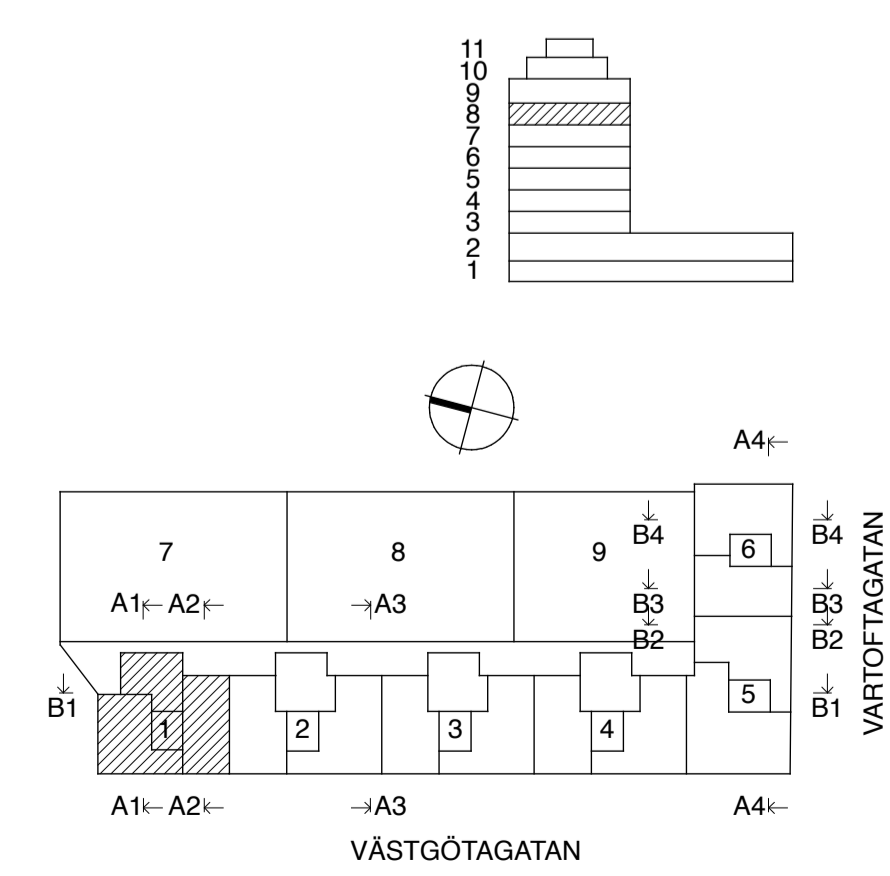 11
10
9
8
7
6
5
4
3
2
1
A4
7 8 9 B4 6 B4
A1 A2 A3 B3 B3
B2 B2
B1 1 2 3 4 5 B1
VARTOFTAGATAN
A1 A2 A3 A4
VÄSTGÖTAGATAN